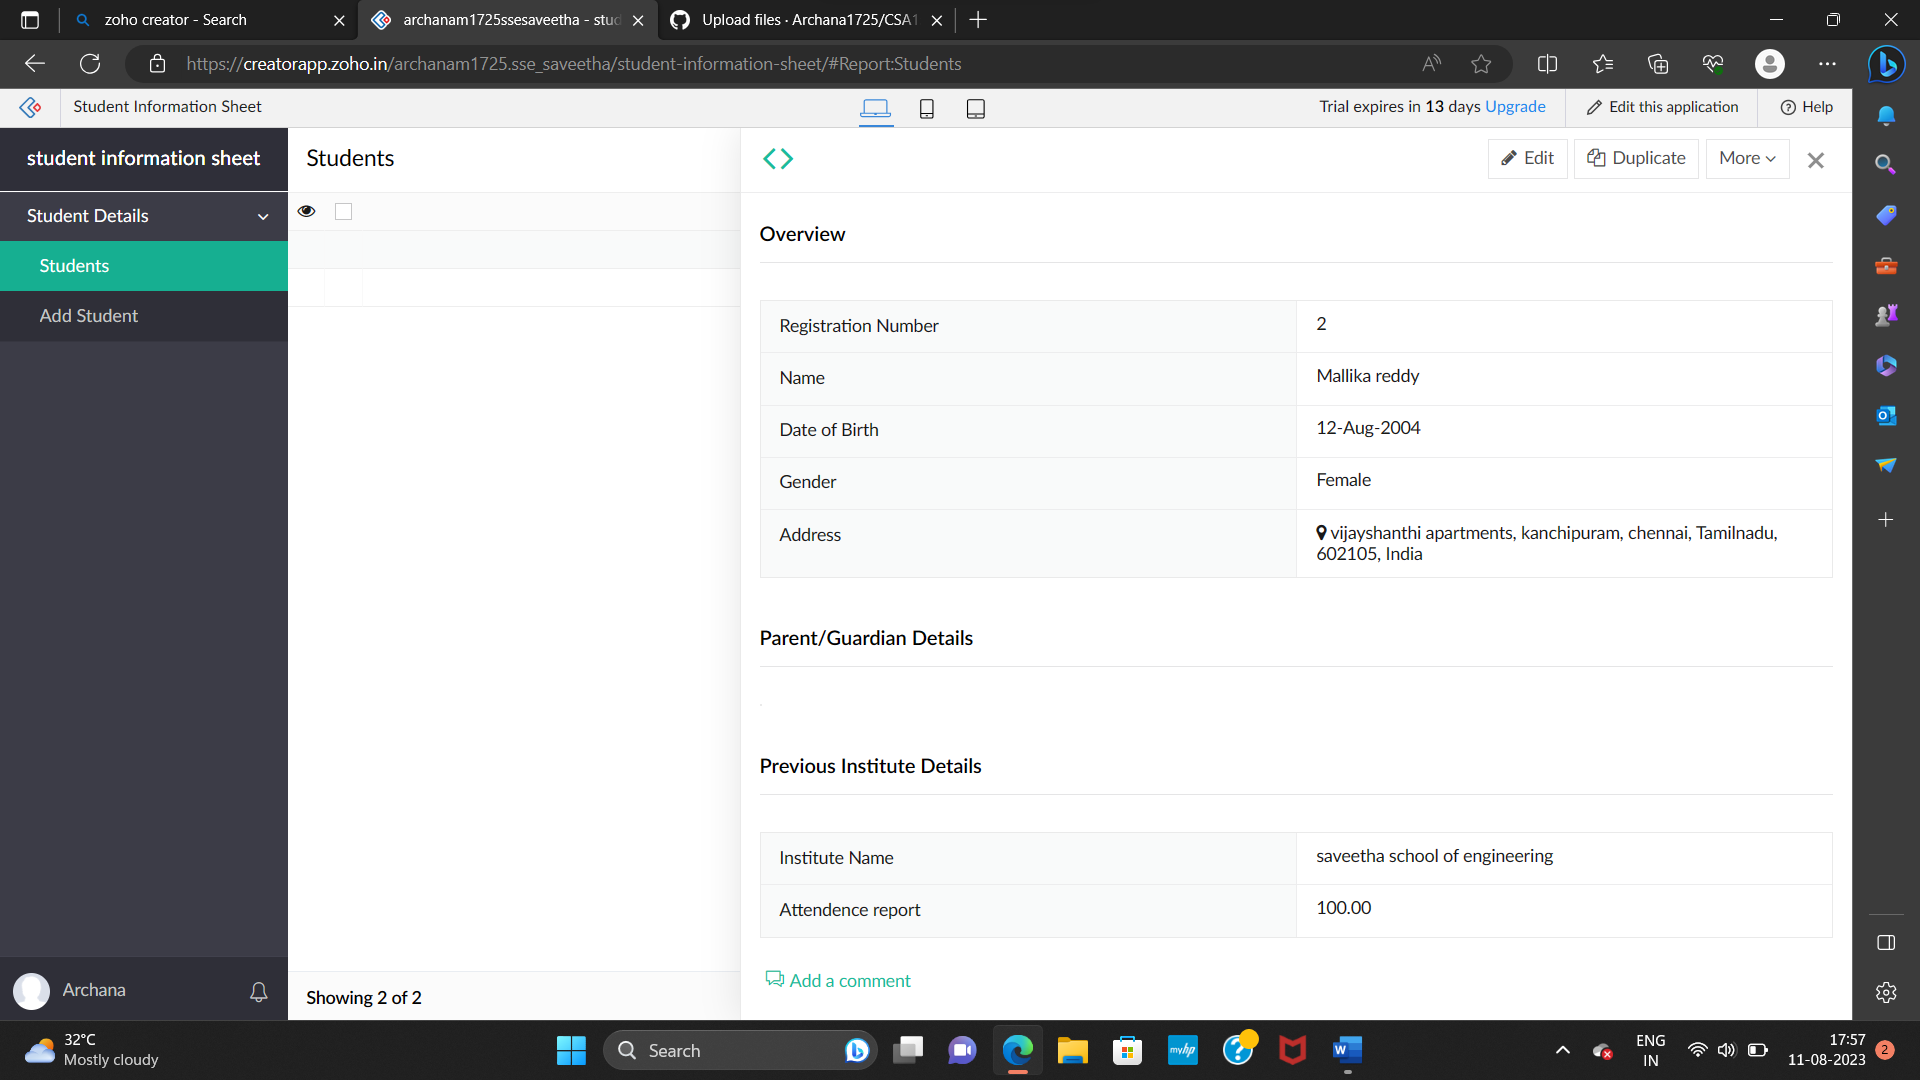 zoho creator - Search
archanam1725ssesaveetha - stud
Upload files · Archana1725/CSA1
https://creatorapp.zoho.in/archanam1725.sse_saveetha/student-information-sheet/#Report:Students
Student Information Sheet
Trial expires in 13 days Upgrade
Edit this application
Help
student information sheet
Students
Edit
Duplicate
More
Student Details
Students
Add Student
Overview
Registration Number
2
Name
Mallika reddy
Date of Birth
12-Aug-2004
Gender
Female
Address
vijayshanthi apartments, kanchipuram, chennai, Tamilnadu,
602105, India
Parent/Guardian Details
Previous Institute Details
Institute Name
saveetha school of engineering
Attendence report
100.00
Add a comment
Archana
Showing 2 of 2
32°C
Mostly cloudy
Search
myhp
ENG
IN
17:57
11-08-2023
2